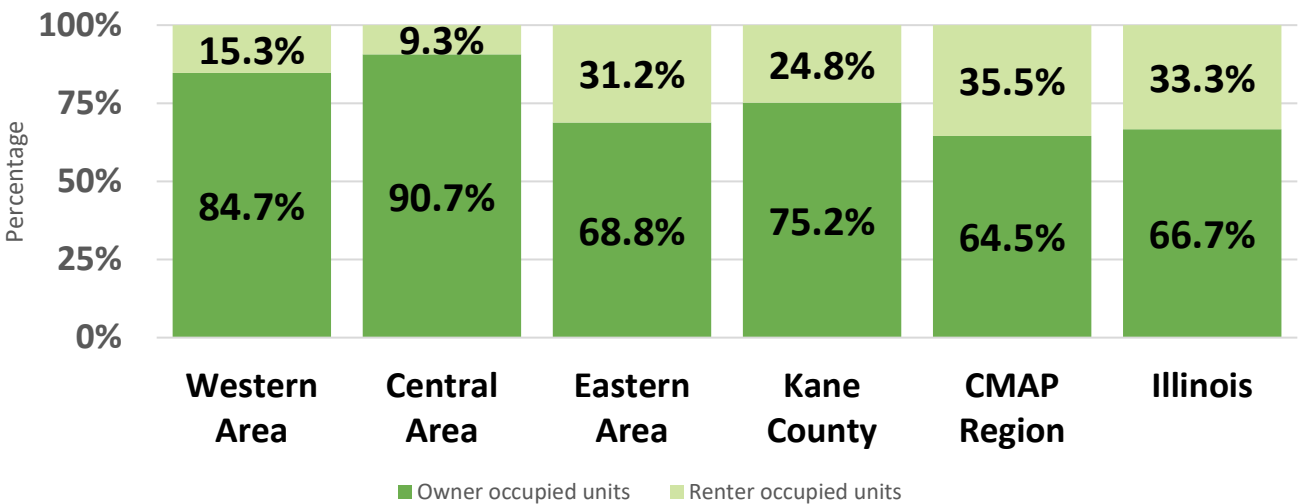 100%
75%
50%
25%
0%
Percentage
15.3%
9.3%
31.2%
24.8%
35.5%
33.3%
84.7%
90.7%
68.8%
75.2%
64.5%
66.7%
Western
Area
Central
Area
Eastern
Area
Kane
County
CMAP
Region
Illinois
Owner occupied units
Renter occupied units